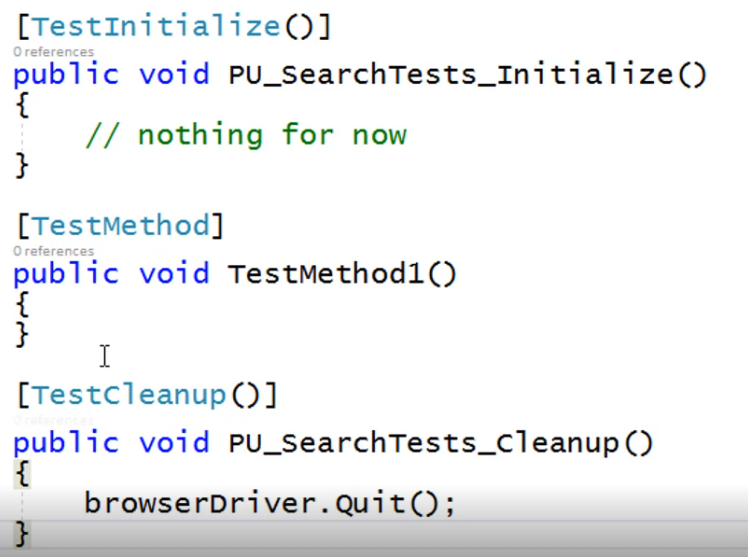 [TestInitialize()]
0 references
public void PU_SearchTests_Initialize()
{
// nothing for now
}
[TestMethod]
0 references
public void TestMethod1()
{
}
[TestCleanup()]
0 references
public void PU_SearchTests_Cleanup()
{
browserDriver.Quit();
}